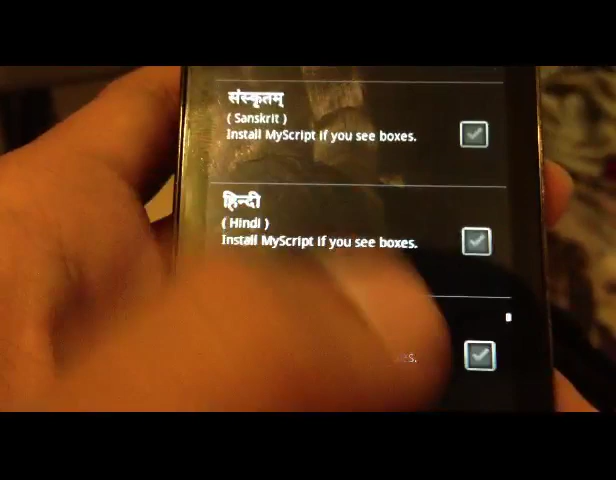 संस्कृतम्
( Sanskrit )
Install MyScript if you see boxes.
हिन्दी
( Hindi )
Install MyScript if you see boxes.